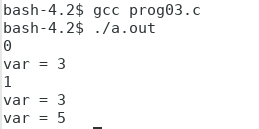 bash-4.2$ gcc prog03.c
bash-4.2$ ./a.out
0
var = 3
1
var = 3
var = 5